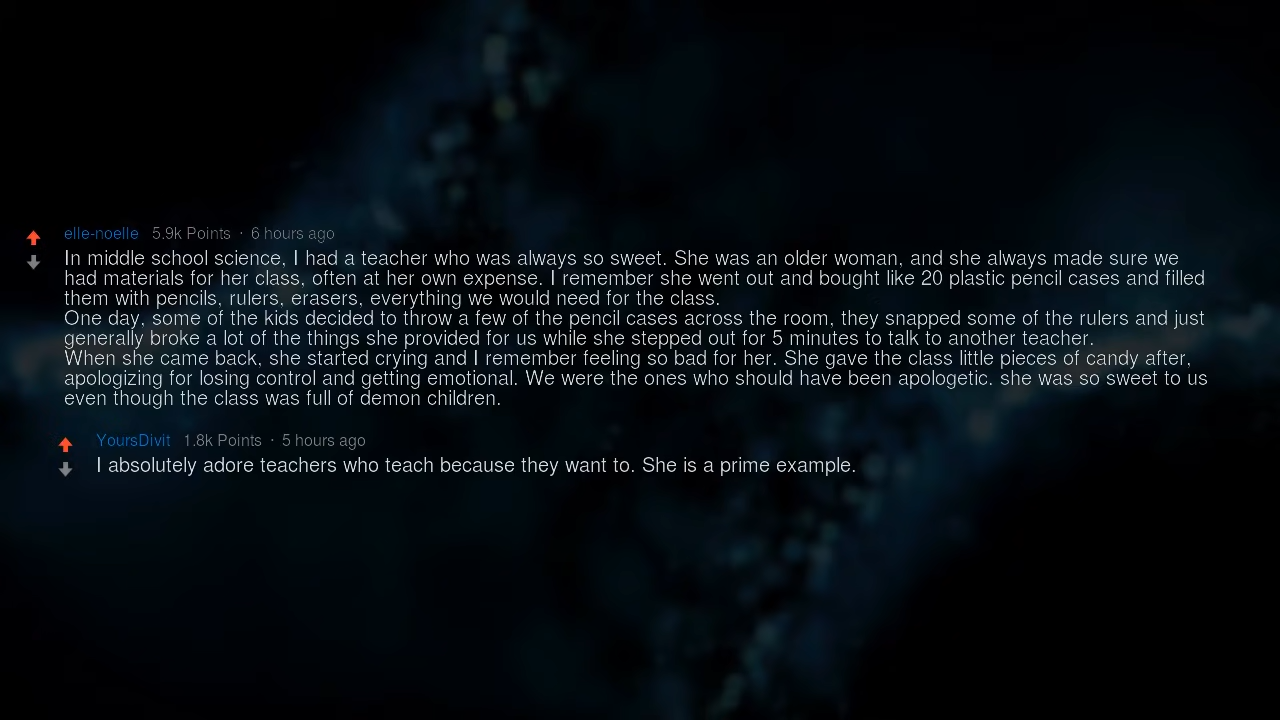 elle-noelle 5.9k Points · 6 hours ago
In middle school science, I had a teacher who was always so sweet. She was an older woman, and she always made sure we
had materials for her class, often at her own expense. I remember she went out and bought like 20 plastic pencil cases and filled
them with pencils, rulers, erasers, everything we would need for the class.
One day, some of the kids decided to throw a few of the pencil cases across the room, they snapped some of the rulers and just
generally broke a lot of the things she provided for us while she stepped out for 5 minutes to talk to another teacher.
When she came back, she started crying and I remember feeling so bad for her. She gave the class little pieces of candy after,
apologizing for losing control and getting emotional. We were the ones who should have been apologetic. she was so sweet to us
even though the class was full of demon children.
YoursDivit 1.8k Points · 5 hours ago
I absolutely adore teachers who teach because they want to. She is a prime example.